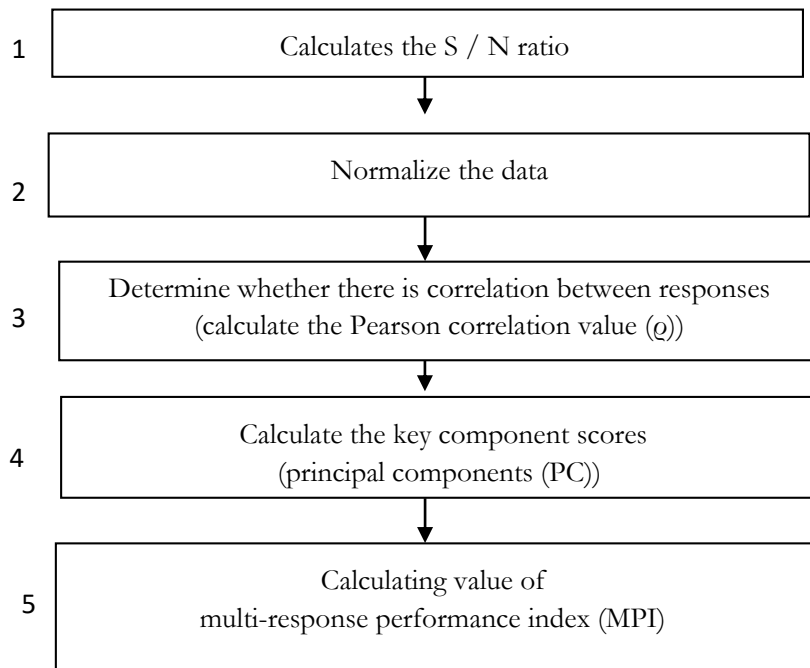 1
Calculates the S / N ratio
2
Normalize the data
3
Determine whether there is correlation between responses
(calculate the Pearson correlation value (ϱ))
4
Calculate the key component scores
(principal components (PC))
5
Calculating value of
multi-response performance index (MPI)